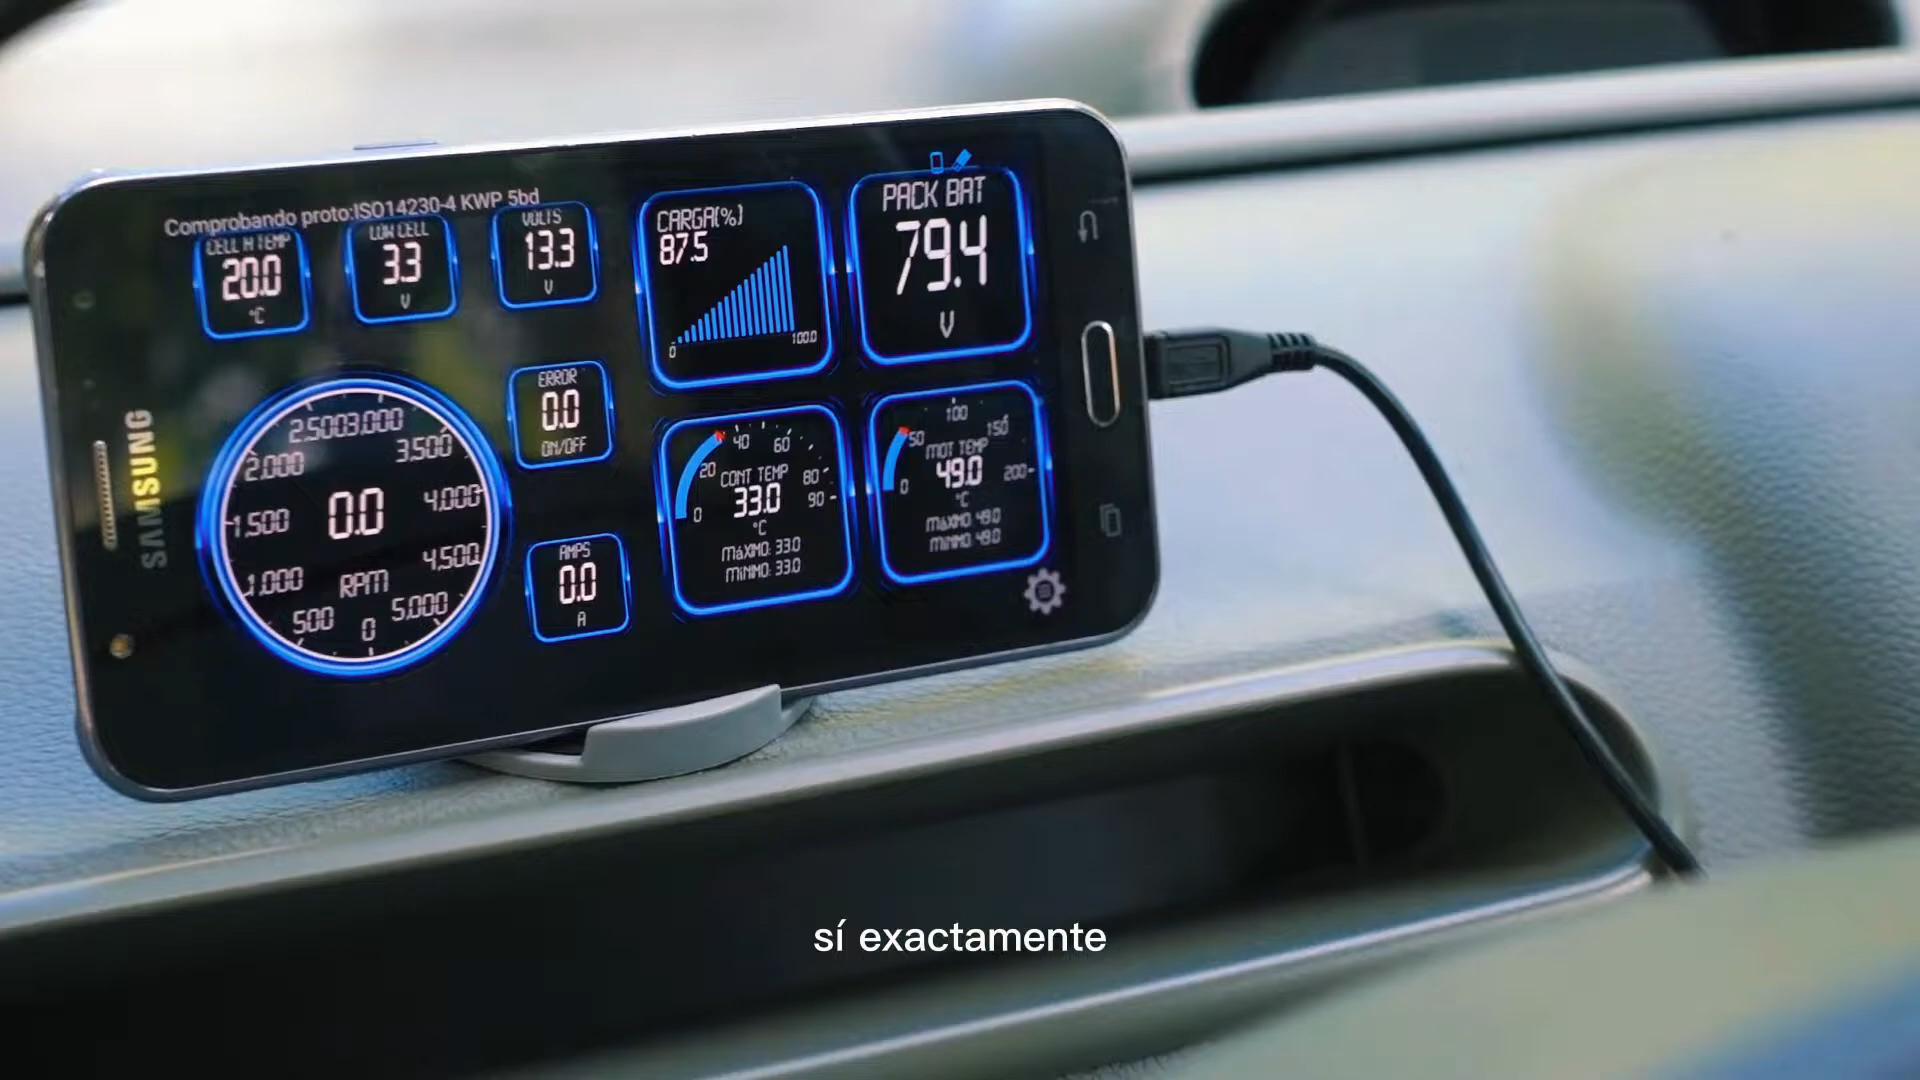 Comprobando proto:ISO14230-4 KWP 5bd
CELL H TEMP
20.0
°C
LOW CELL
3.3
V
VOLTS
13.3
V
CARGA(%)
87.5
0
100.0
PACK BAT
79.4
V
SAMSUNG
2,500 3,000
2,000
3,500
1,500
0.0
4,000
1,000
RPM
4,500
500
0
5,000
ERROR
0.0
ON/OFF
AMPS
0.0
A
0
20
40
60
80
90
CONT TEMP
33.0
°C
MÁXIMO: 33.0
MÍNIMO: 33.0
0
50
100
150
200
MOT TEMP
49.0
°C
MÁXIMO: 49.0
MÍNIMO: 49.0
sí exactamente